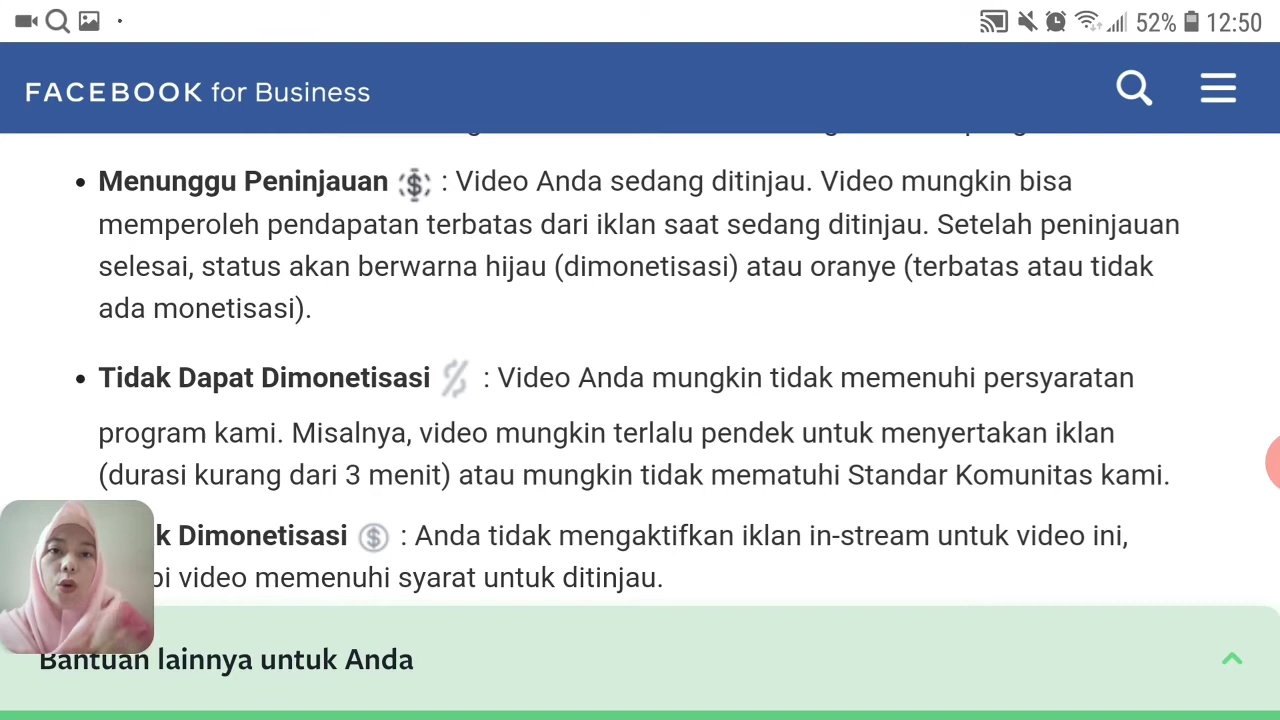 52% 12:50
FACEBOOK for Business
Menunggu Peninjauan : Video Anda sedang ditinjau. Video mungkin bisa
memperoleh pendapatan terbatas dari iklan saat sedang ditinjau. Setelah peninjauan
selesai, status akan berwarna hijau (dimonetisasi) atau oranye (terbatas atau tidak
ada monetisasi).
Tidak Dapat Dimonetisasi : Video Anda mungkin tidak memenuhi persyaratan
program kami. Misalnya, video mungkin terlalu pendek untuk menyertakan iklan
(durasi kurang dari 3 menit) atau mungkin tidak mematuhi Standar Komunitas kami.
k Dimonetisasi : Anda tidak mengaktifkan iklan in-stream untuk video ini,
pi video memenuhi syarat untuk ditinjau.
Bantuan lainnya untuk Anda